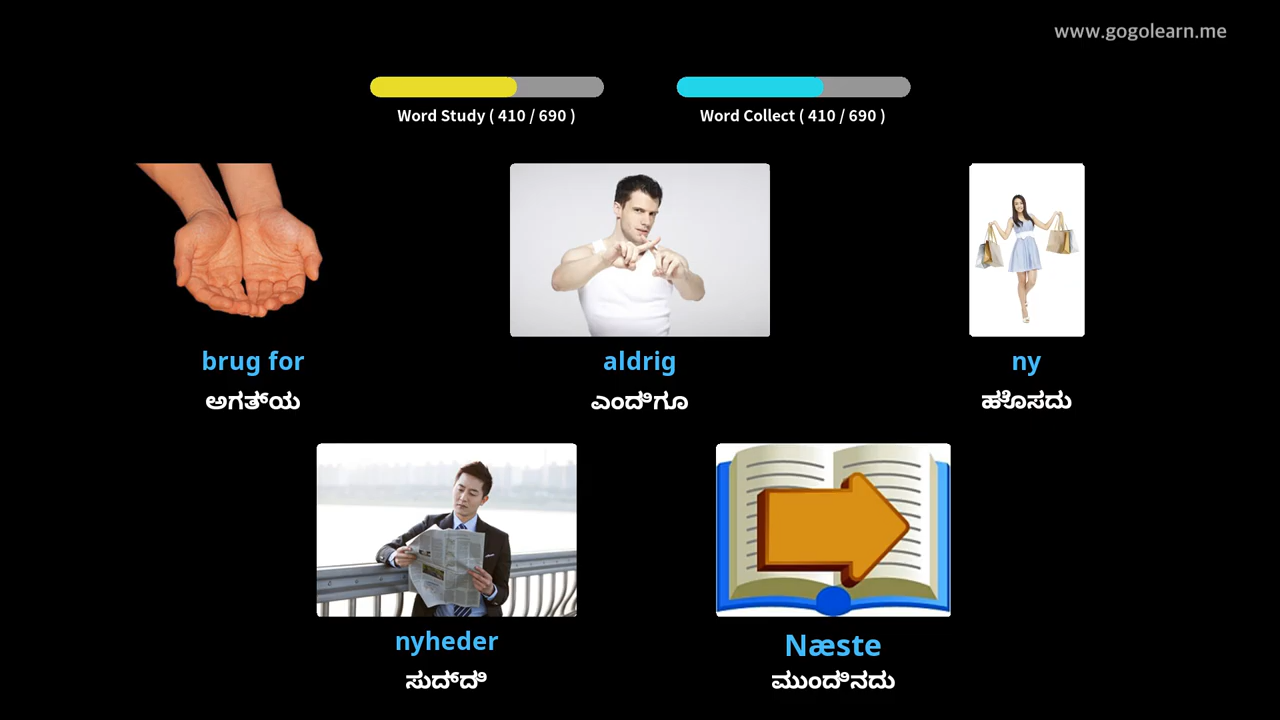 www.gogolearn.me
Word Study ( 410 / 690 )
Word Collect ( 410 / 690 )
brug for
ಅಗತ್ಯ
aldrig
ಎಂದಿಗೂ
ny
ಹೊಸದು
nyheder
ಸುದ್ದಿ
Næste
ಮುಂದಿನದು